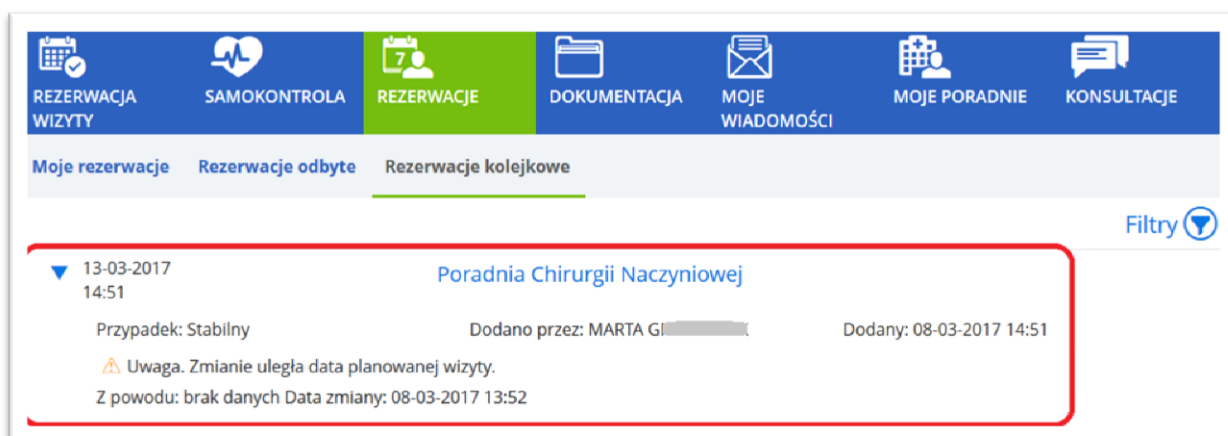 REZERWACJA WIZYTY
SAMOKONTROLA
REZERWACJE
DOKUMENTACJA
MOJE WIADOMOŚCI
MOJE PORADNIE
KONSULTACJE
Moje rezerwacje Rezerwacje odbyte Rezerwacje kolejkowe
Filtry
13-03-2017 Poradnia Chirurgii Naczyniowej
14:51
Przypadek: Stabilny Dodano przez: MARTA Dodany: 08-03-2017 14:51
Uwaga. Zmianie uległa data planowanej wizyty.
Z powodu: brak danych Data zmiany: 08-03-2017 13:52